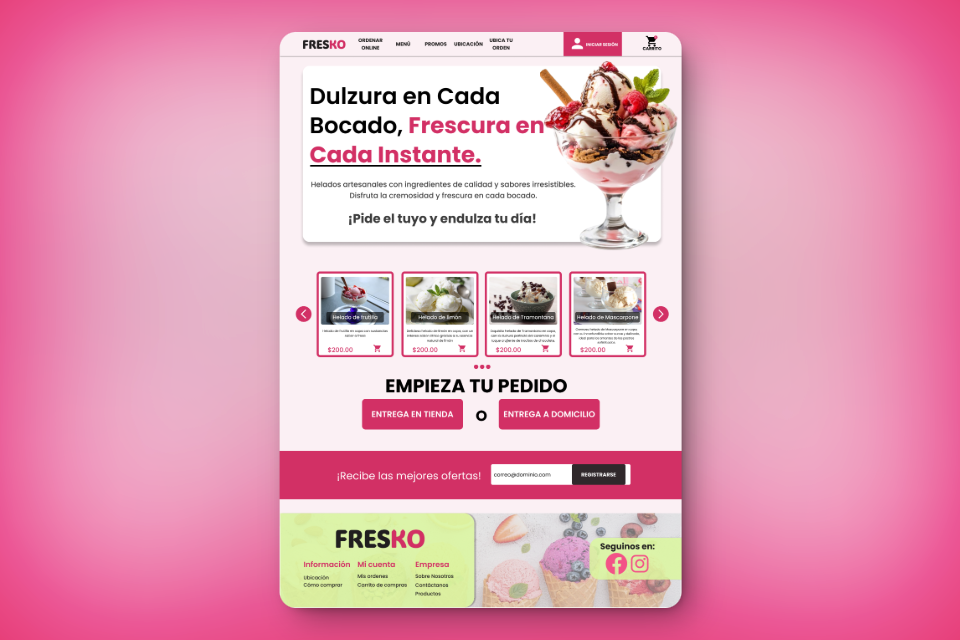 FRESKO
ORDENAR
ONLINE
MENÚ
PROMOS
UBICACIÓN
UBICA TU
ORDEN
INICIAR SESIÓN
CARRITO
Dulzura en Cada
Bocado, Frescura en
Cada Instante.
Helados artesanales con ingredientes de calidad y sabores irresistibles.
Disfruta la cremosidad y frescura en cada bocado.
¡Pide el tuyo y endulza tu día!
Helado de frutilla
$200.00
Helado de limón
$200.00
Helado de Tramontana
$200.00
Helado de Mascarpone
$200.00
EMPIEZA TU PEDIDO
ENTREGA EN TIENDA
O
ENTREGA A DOMICILIO
¡Recibe las mejores ofertas!
correo@dominio.com
REGISTRARSE
FRESKO
Información
Ubicación
Cómo comprar
Mi cuenta
Mis ordenes
Carrito de compras
Empresa
Sobre Nosotros
Contáctanos
Productos
Seguinos en: